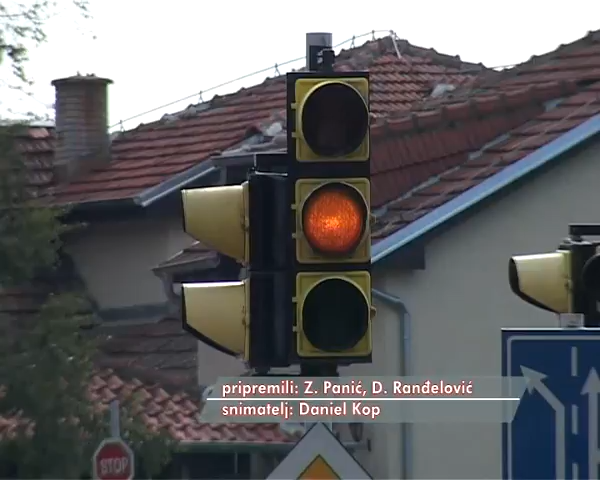 pripremili: Z. Panić, D. Ranđelović
snimatelj: Daniel Kop
STOP